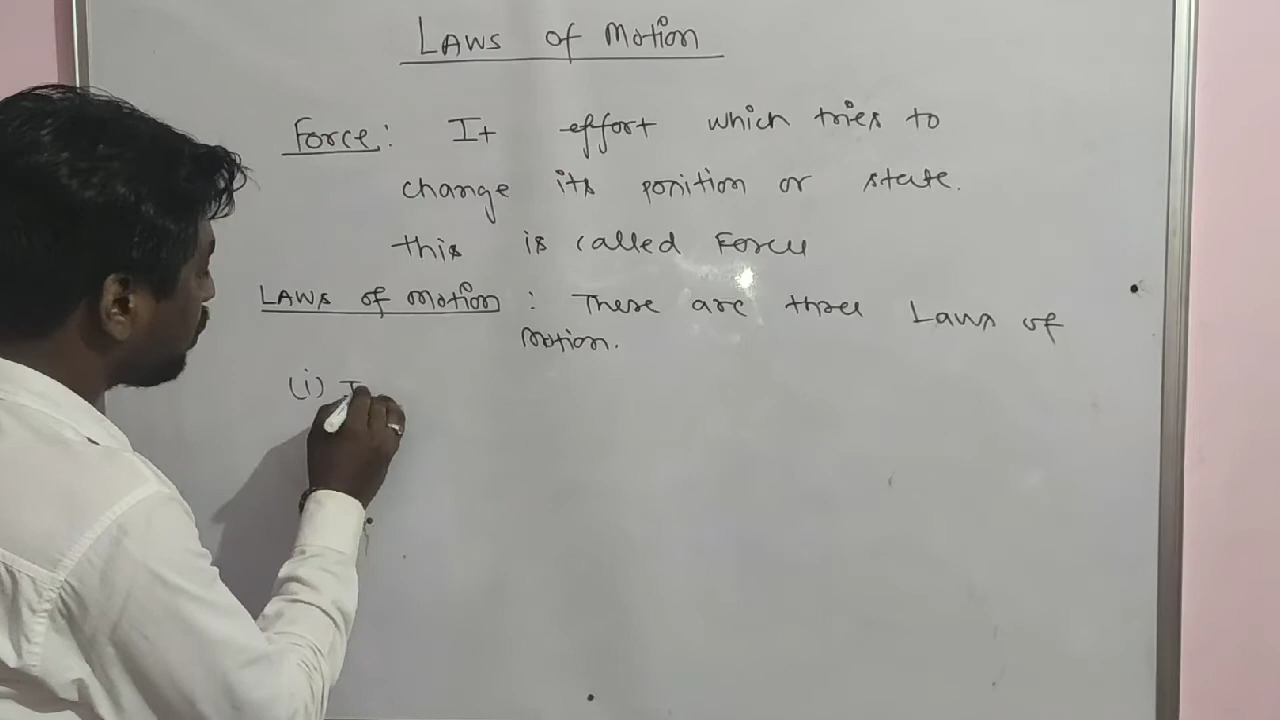 LAWS of Motion
Force: It effort which tries to
change its position or state.
this is called Force
LAWS of Motion : There are three Laws of
Motion.
(i) I